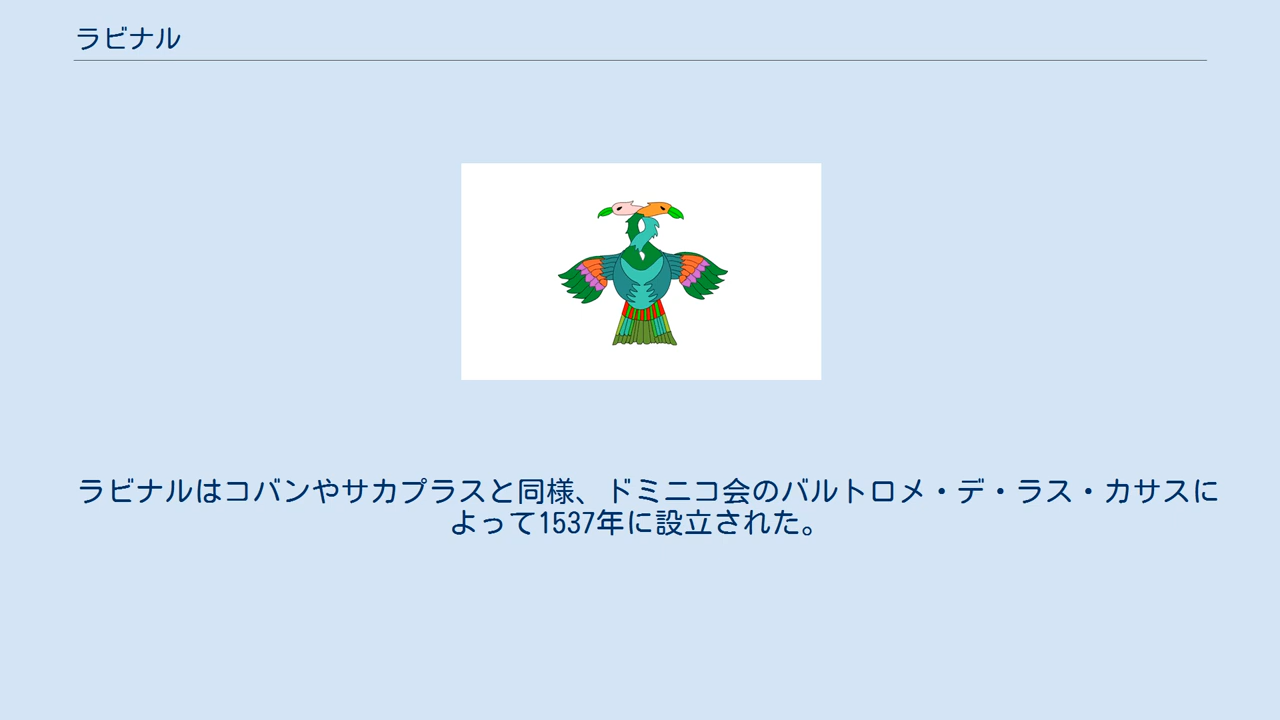 ラビナル
ラビナルはコバンやサカプラスと同様、ドミニコ会のバルトロメ・デ・ラス・カサスに
よって1537年に設立された。